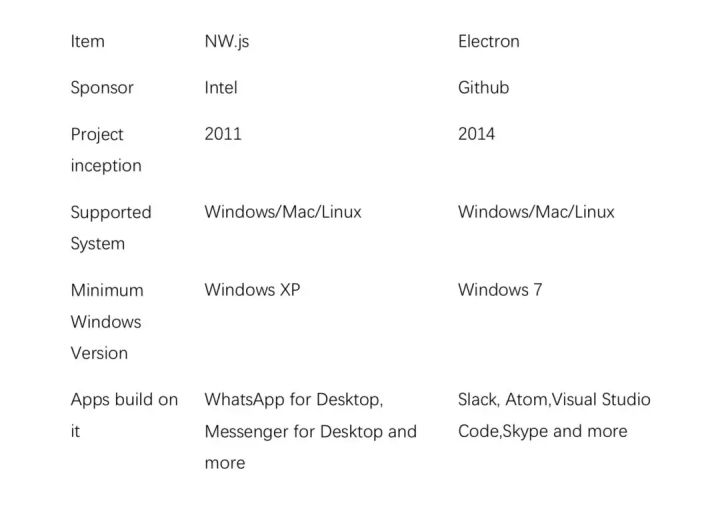 Item NW.js Electron
Sponsor Intel Github
Project 2011 2014
inception
Supported Windows/Mac/Linux Windows/Mac/Linux
System
Minimum Windows XP Windows 7
Windows
Version
Apps build on WhatsApp for Desktop, Slack, Atom,Visual Studio
it Messenger for Desktop and Code,Skype and more
more